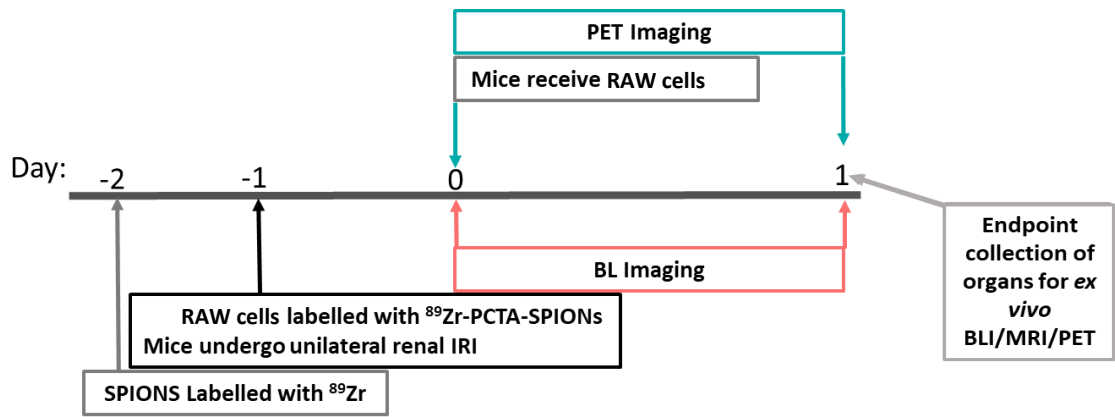 PET Imaging
Mice receive RAW cells
Day:
-2
-1
0
1
BL Imaging
Endpoint
collection of
organs for ex
vivo
BLI/MRI/PET
RAW cells labelled with ⁸⁹Zr-PCTA-SPIONs
Mice undergo unilateral renal IRI
SPIONS Labelled with ⁸⁹Zr